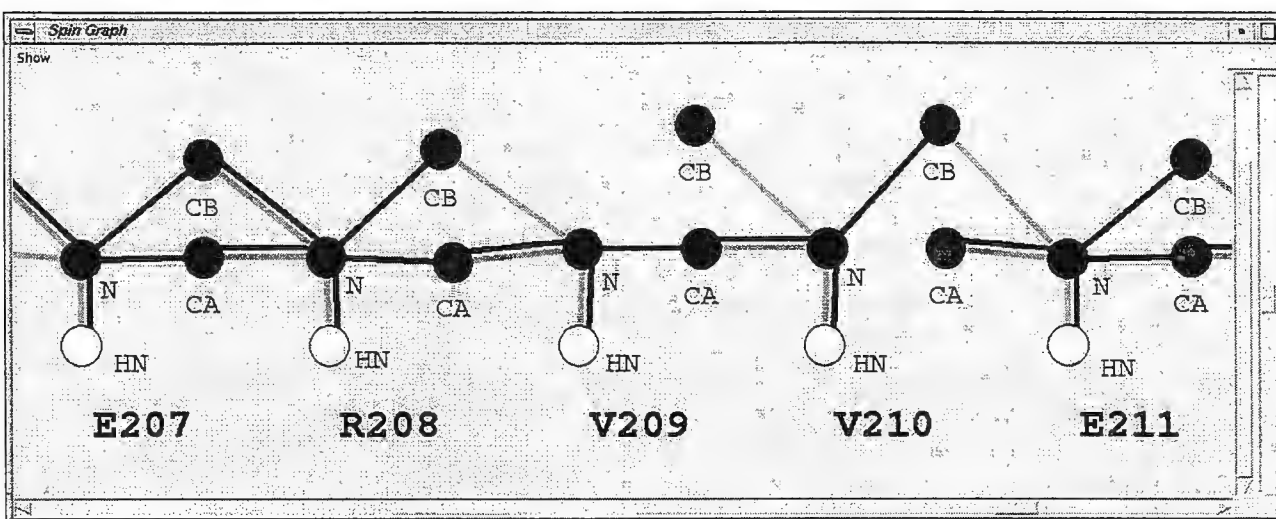 Spin Graph
Show
CB CB CB CB CB
N CA N CA N CA N CA N CA
HN HN HN HN HN
E207 R208 V209 V210 E211